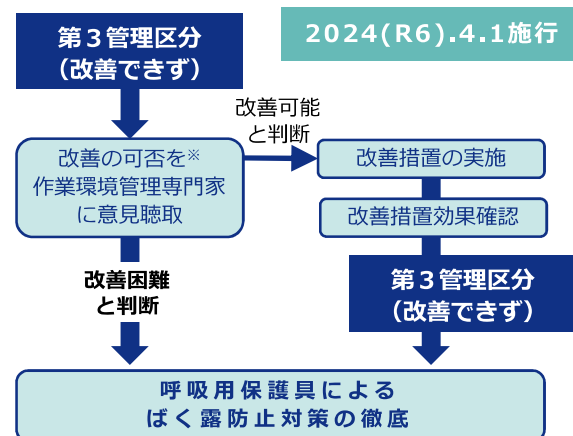 第３管理区分
（改善できず）
2024(R6).4.1施行
改善可能
と判断
改善の可否を※
作業環境管理専門家
に意見聴取
改善措置の実施
改善措置効果確認
改善困難
と判断
第３管理区分
（改善できず）
呼吸用保護具による
ばく露防止対策の徹底